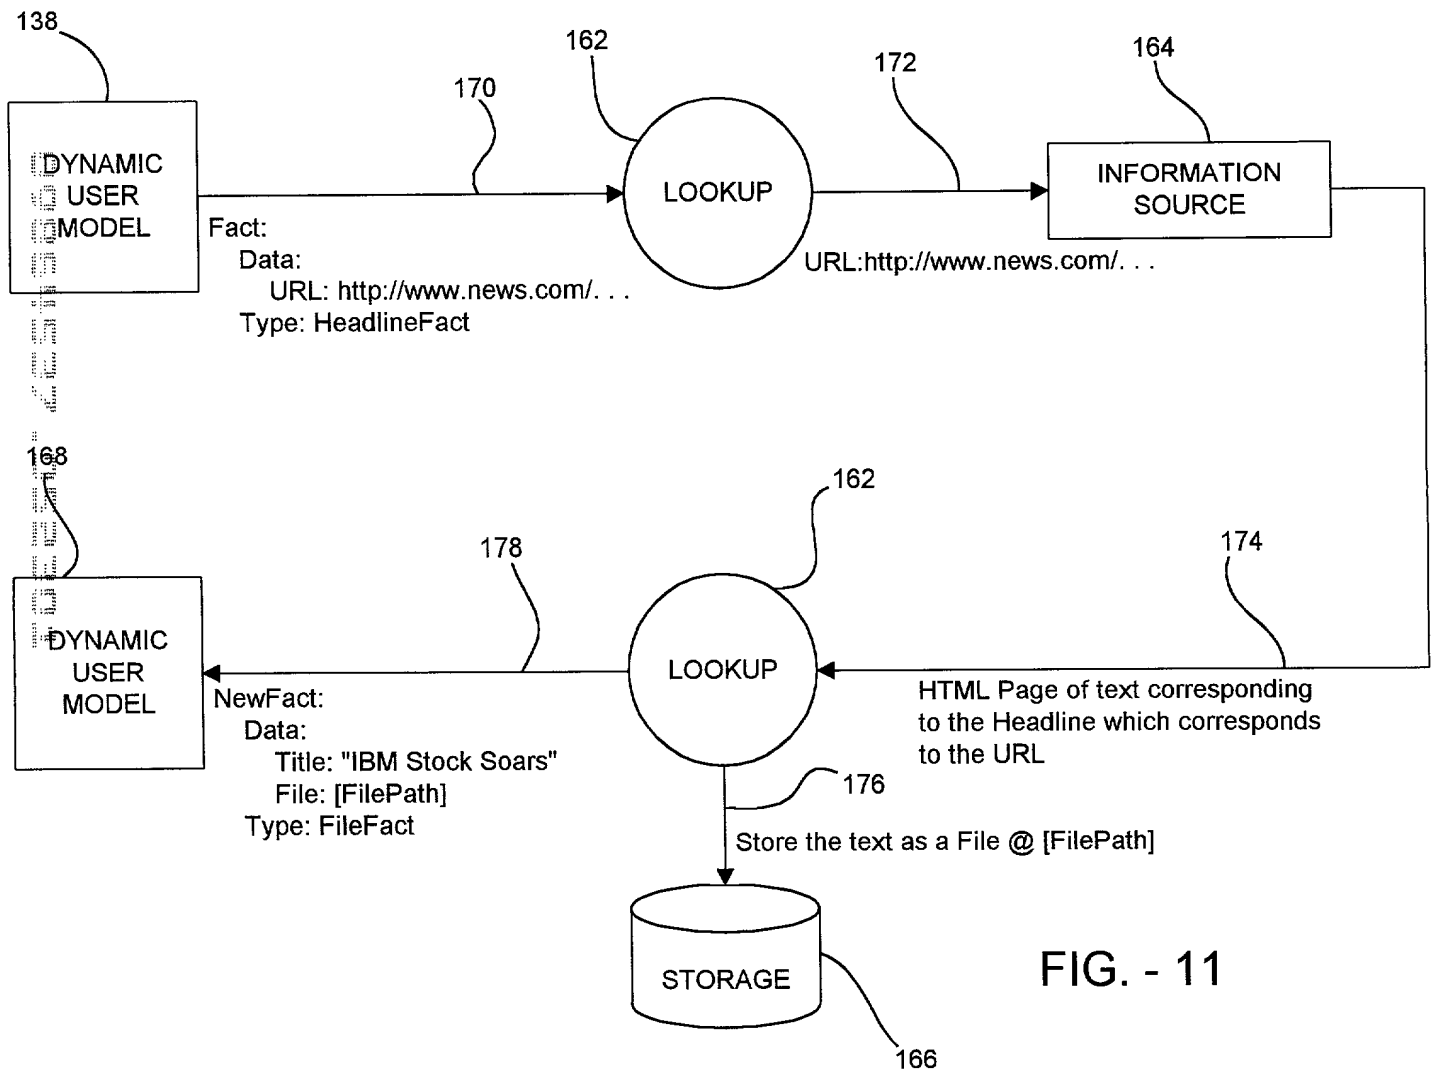 138
162
172
164
170
DYNAMIC
USER
MODEL
LOOKUP
INFORMATION
SOURCE
Fact:
Data:
URL: http://www.news.com/. . .
Type: HeadlineFact
URL:http://www.news.com/. . .
168
162
178
174
DYNAMIC
USER
MODEL
LOOKUP
NewFact:
Data:
Title: "IBM Stock Soars"
File: [FilePath]
Type: FileFact
HTML Page of text corresponding
to the Headline which corresponds
to the URL
176
Store the text as a File @ [FilePath]
STORAGE
FIG. - 11
166